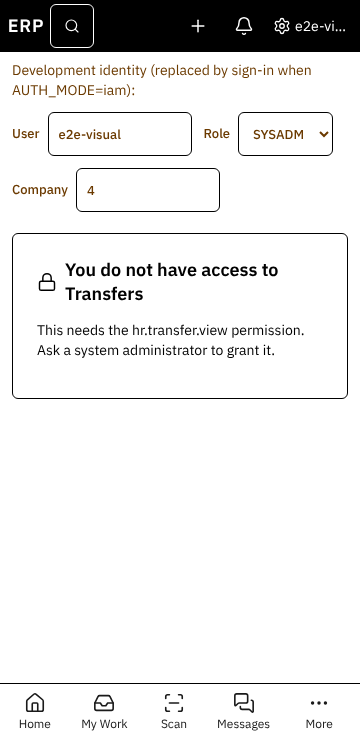 ERP
e2e-vi...
Development identity (replaced by sign-in when
AUTH_MODE=iam):
User e2e-visual Role SYSADM
Company 4
You do not have access to
Transfers
This needs the hr.transfer.view permission.
Ask a system administrator to grant it.
Home My Work Scan Messages More